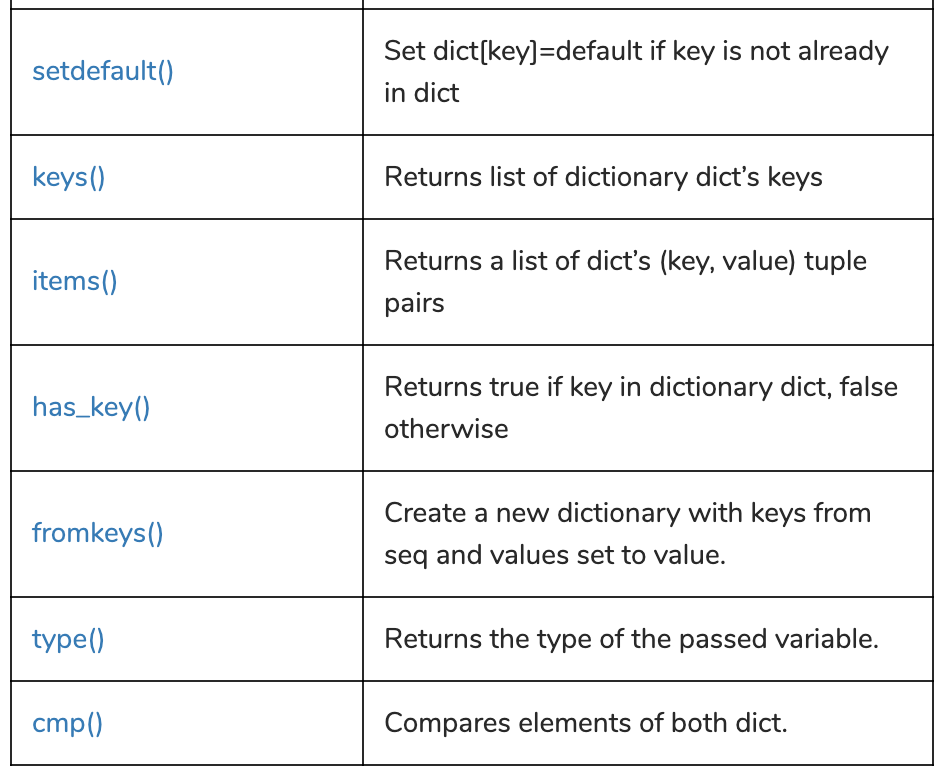 setdefault()
Set dict[key]=default if key is not already
in dict
keys()
Returns list of dictionary dict’s keys
items()
Returns a list of dict’s (key, value) tuple
pairs
has_key()
Returns true if key in dictionary dict, false
otherwise
fromkeys()
Create a new dictionary with keys from
seq and values set to value.
type()
Returns the type of the passed variable.
cmp()
Compares elements of both dict.